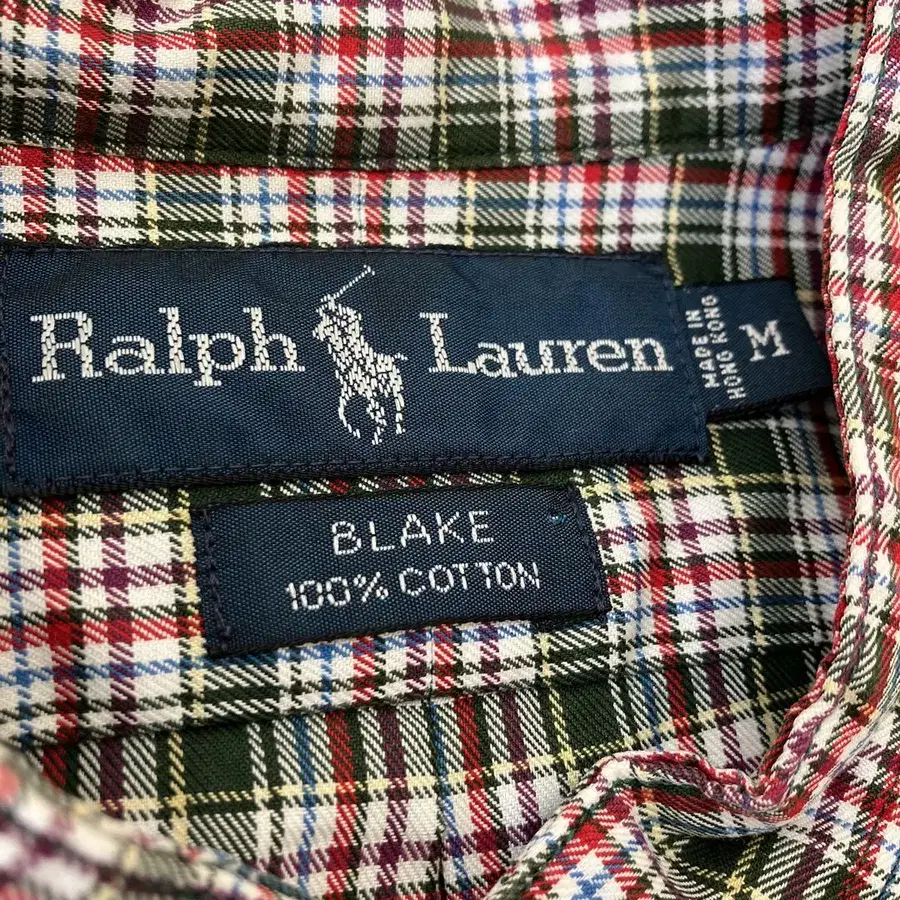 Ralph Lauren
MADE IN
HONG KONG
M
BLAKE
100% COTTON